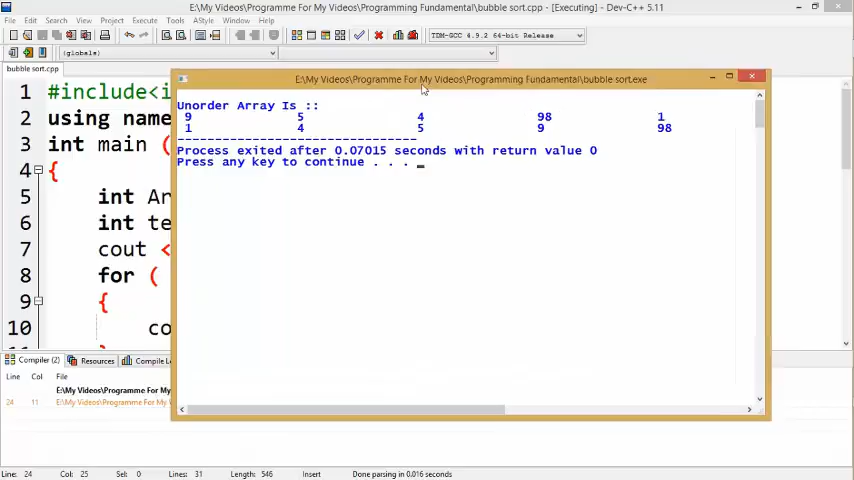 E:\My Videos\Programme For My Videos\Programming Fundamental\bubble sort.cpp - [Executing] - Dev-C++ 5.11
File Edit Search View Project Execute Tools AStyle Window Help
TDM-GCC 4.9.2 64-bit Release
(globals)
bubble sort.cpp
E:\My Videos\Programme For My Videos\Programming Fundamental\bubble sort.exe
1 #include<i
2 using name
3 int main (
4 {
5 int Ar
6 int te
7 cout <
8 for (
9 {
10 co
Unorder Array Is ::
9 5 4 98 1
1 4 5 9 98
--------------------------------
Process exited after 0.07015 seconds with return value 0
Press any key to continue . . . _
Compiler (2) Resources Compile Lo
Line Col File
E:\My Videos\Programme For My
24 11 E:\My Videos\Programme For My
Line: 24 Col: 25 Sel: 0 Lines: 31 Length: 546 Insert Done parsing in 0.016 seconds